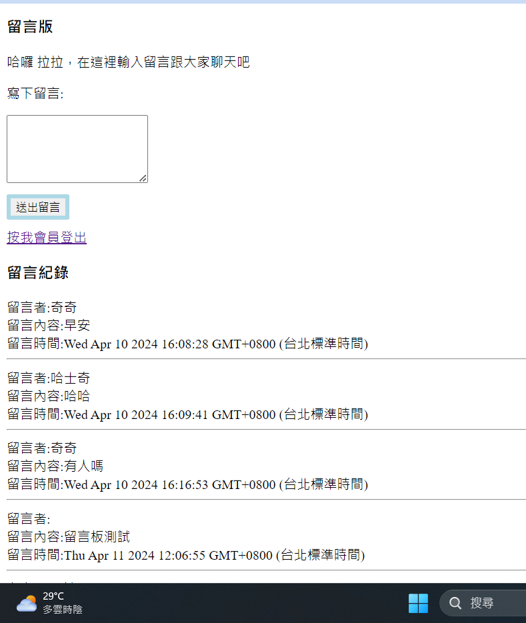 留言版
哈囉 拉拉，在這裡輸入留言跟大家聊天吧
寫下留言:
送出留言
按我會員登出
留言紀錄
留言者:奇奇
留言內容:早安
留言時間:Wed Apr 10 2024 16:08:28 GMT+0800 (台北標準時間)
留言者:哈士奇
留言內容:哈哈
留言時間:Wed Apr 10 2024 16:09:41 GMT+0800 (台北標準時間)
留言者:奇奇
留言內容:有人嗎
留言時間:Wed Apr 10 2024 16:16:53 GMT+0800 (台北標準時間)
留言者:
留言內容:留言板測試
留言時間:Thu Apr 11 2024 12:06:55 GMT+0800 (台北標準時間)
29°C
多雲時陰
搜尋